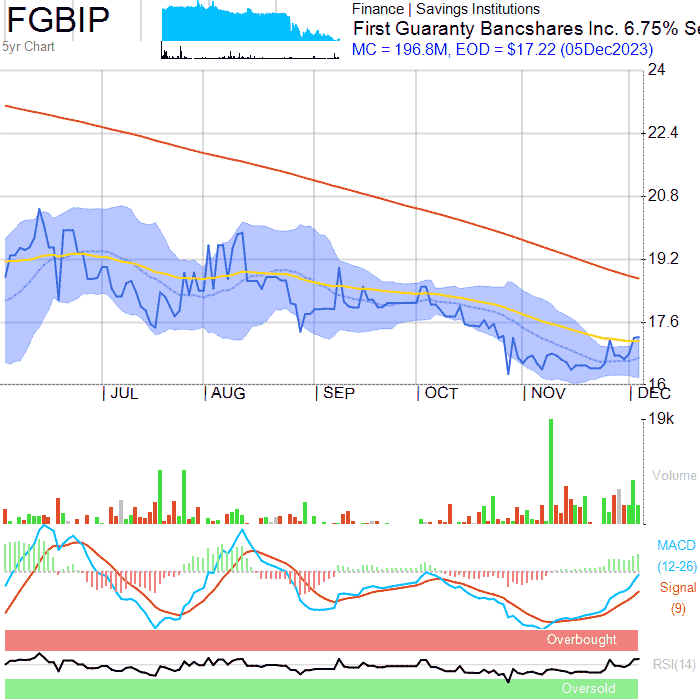 FGBIP
5yr Chart
Finance | Savings Institutions
First Guaranty Bancshares Inc. 6.75% Se
MC = 196.8M, EOD = $17.22 (05Dec2023)
24
22.4
20.8
19.2
17.6
16
| JUL | AUG | SEP | OCT | NOV | DEC
19k
Volume
MACD
(12-26)
Signal
(9)
Overbought
RSI(14)
Oversold